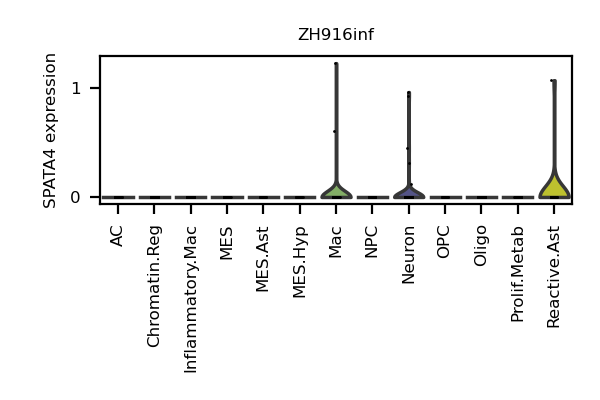 ZH916inf
SPATA4 expression
1
0
AC
Chromatin.Reg
Inflammatory.Mac
MES
MES.Ast
MES.Hyp
Mac
NPC
Neuron
OPC
Oligo
Prolif.Metab
Reactive.Ast